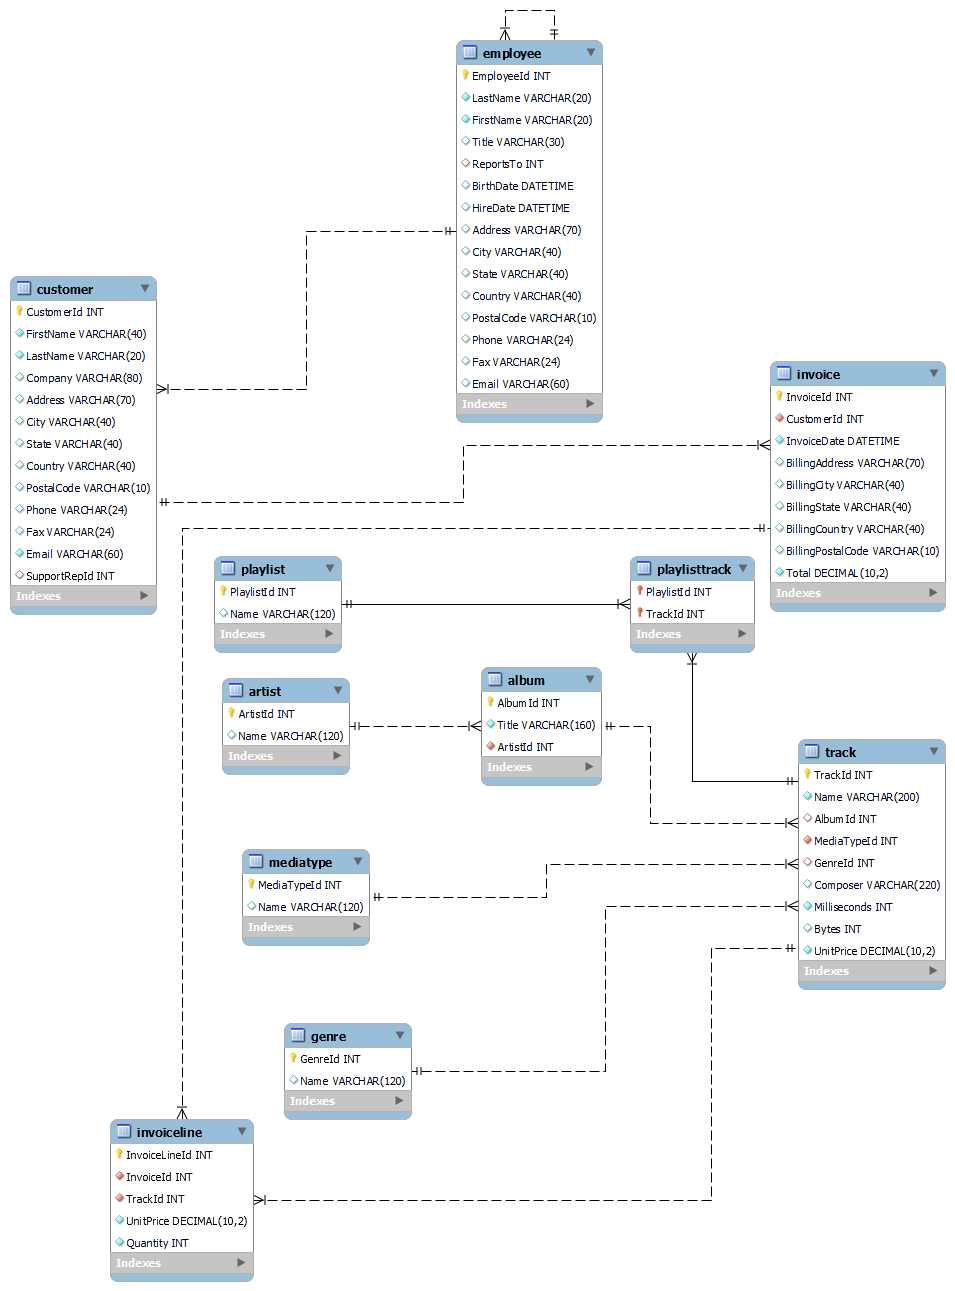 employee
EmployeeId INT
LastName VARCHAR(20)
FirstName VARCHAR(20)
Title VARCHAR(30)
ReportsTo INT
BirthDate DATETIME
HireDate DATETIME
Address VARCHAR(70)
City VARCHAR(40)
State VARCHAR(40)
Country VARCHAR(40)
PostalCode VARCHAR(10)
Phone VARCHAR(24)
Fax VARCHAR(24)
Email VARCHAR(60)
Indexes
customer
CustomerId INT
FirstName VARCHAR(40)
LastName VARCHAR(20)
Company VARCHAR(80)
Address VARCHAR(70)
City VARCHAR(40)
State VARCHAR(40)
Country VARCHAR(40)
PostalCode VARCHAR(10)
Phone VARCHAR(24)
Fax VARCHAR(24)
Email VARCHAR(60)
SupportRepId INT
Indexes
invoice
InvoiceId INT
CustomerId INT
InvoiceDate DATETIME
BillingAddress VARCHAR(70)
BillingCity VARCHAR(40)
BillingState VARCHAR(40)
BillingCountry VARCHAR(40)
BillingPostalCode VARCHAR(10)
Total DECIMAL(10,2)
Indexes
playlist
PlaylistId INT
Name VARCHAR(120)
Indexes
playlisttrack
PlaylistId INT
TrackId INT
Indexes
artist
ArtistId INT
Name VARCHAR(120)
Indexes
album
AlbumId INT
Title VARCHAR(160)
ArtistId INT
Indexes
track
TrackId INT
Name VARCHAR(200)
AlbumId INT
MediaTypeId INT
GenreId INT
Composer VARCHAR(220)
Milliseconds INT
Bytes INT
UnitPrice DECIMAL(10,2)
Indexes
mediatype
MediaTypeId INT
Name VARCHAR(120)
Indexes
genre
GenreId INT
Name VARCHAR(120)
Indexes
invoiceline
InvoiceLineId INT
InvoiceId INT
TrackId INT
UnitPrice DECIMAL(10,2)
Quantity INT
Indexes